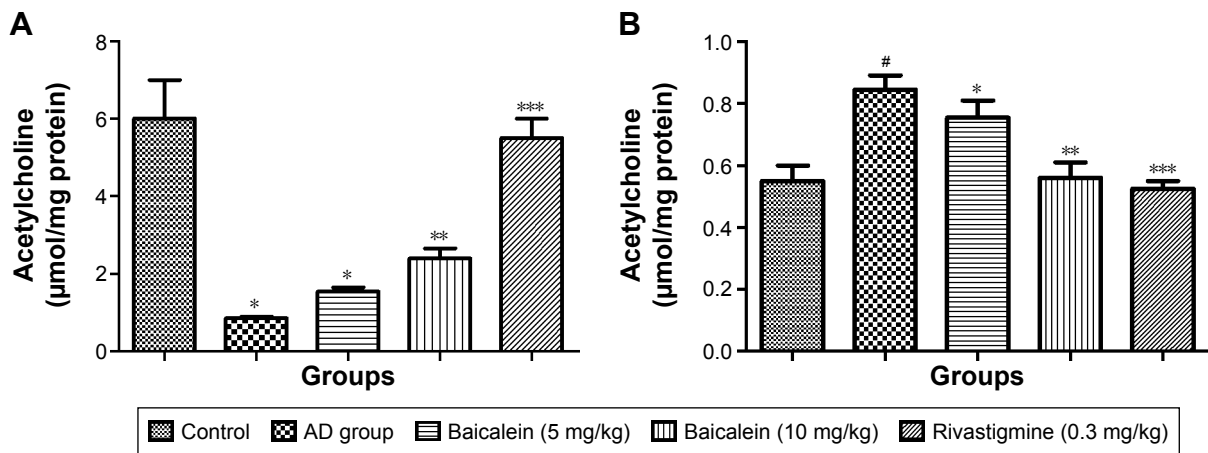 A
Acetylcholine
(µmol/mg protein)
8
6
4
2
0
*
*
**
***
Groups
B
Acetylcholine
(µmol/mg protein)
1.0
0.8
0.6
0.4
0.2
0.0
#
*
**
***
Groups
Control AD group Baicalein (5 mg/kg) Baicalein (10 mg/kg) Rivastigmine (0.3 mg/kg)